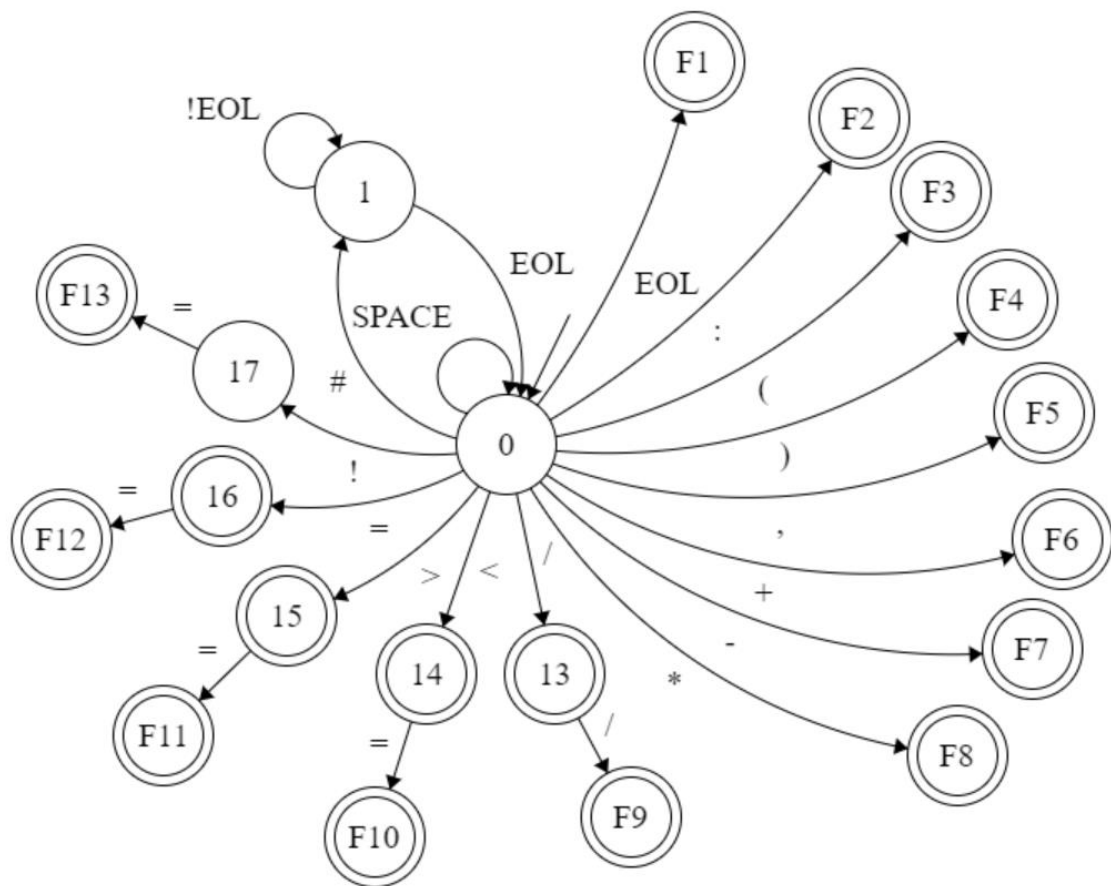 F1
F2
!EOL
1
F3
EOL
EOL
F4
F13
=
SPACE
:
17
#
(
F5
0
)
!
16
=
F12
=
,
F6
>
<
/
+
15
-
F7
=
14
13
*
F11
=
/
F8
F10
F9